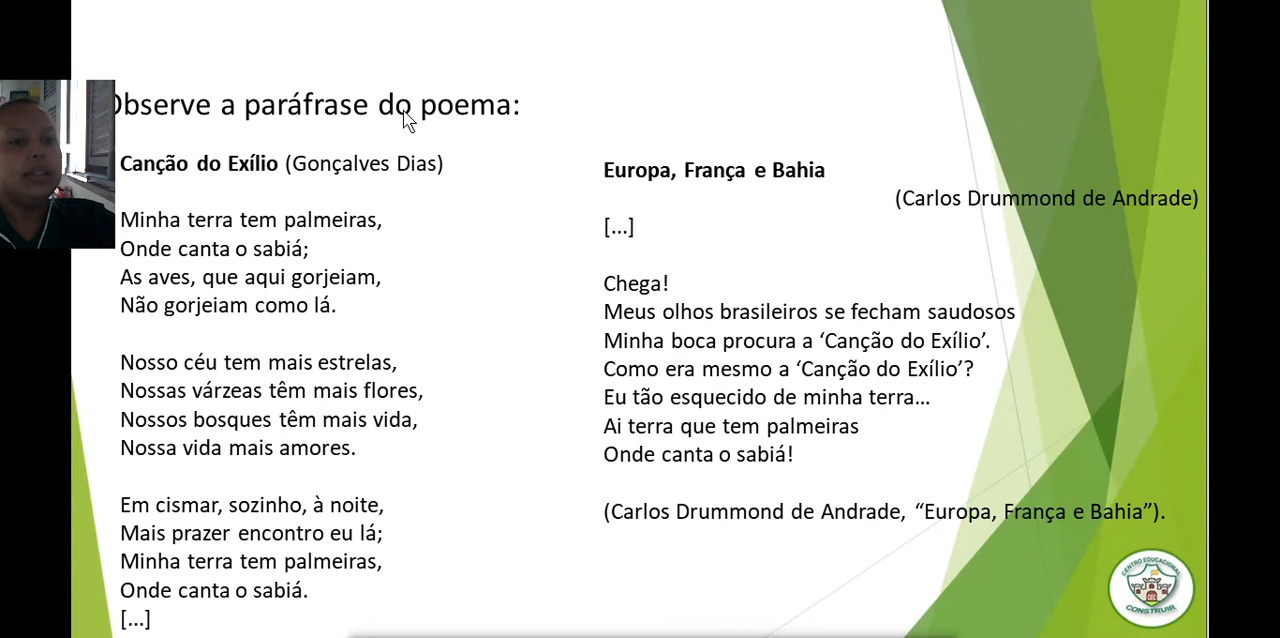 Observe a paráfrase do poema:
Canção do Exílio (Gonçalves Dias)
Minha terra tem palmeiras,
Onde canta o sabiá;
As aves, que aqui gorjeiam,
Não gorjeiam como lá.
Nosso céu tem mais estrelas,
Nossas várzeas têm mais flores,
Nossos bosques têm mais vida,
Nossa vida mais amores.
Em cismar, sozinho, à noite,
Mais prazer encontro eu lá;
Minha terra tem palmeiras,
Onde canta o sabiá.
[...]
Europa, França e Bahia
(Carlos Drummond de Andrade)
[...]
Chega!
Meus olhos brasileiros se fecham saudosos
Minha boca procura a ‘Canção do Exílio’.
Como era mesmo a ‘Canção do Exílio’?
Eu tão esquecido de minha terra...
Ai terra que tem palmeiras
Onde canta o sabiá!
(Carlos Drummond de Andrade, “Europa, França e Bahia”).
CENTRO EDUCACIONAL
CONSTRUIR